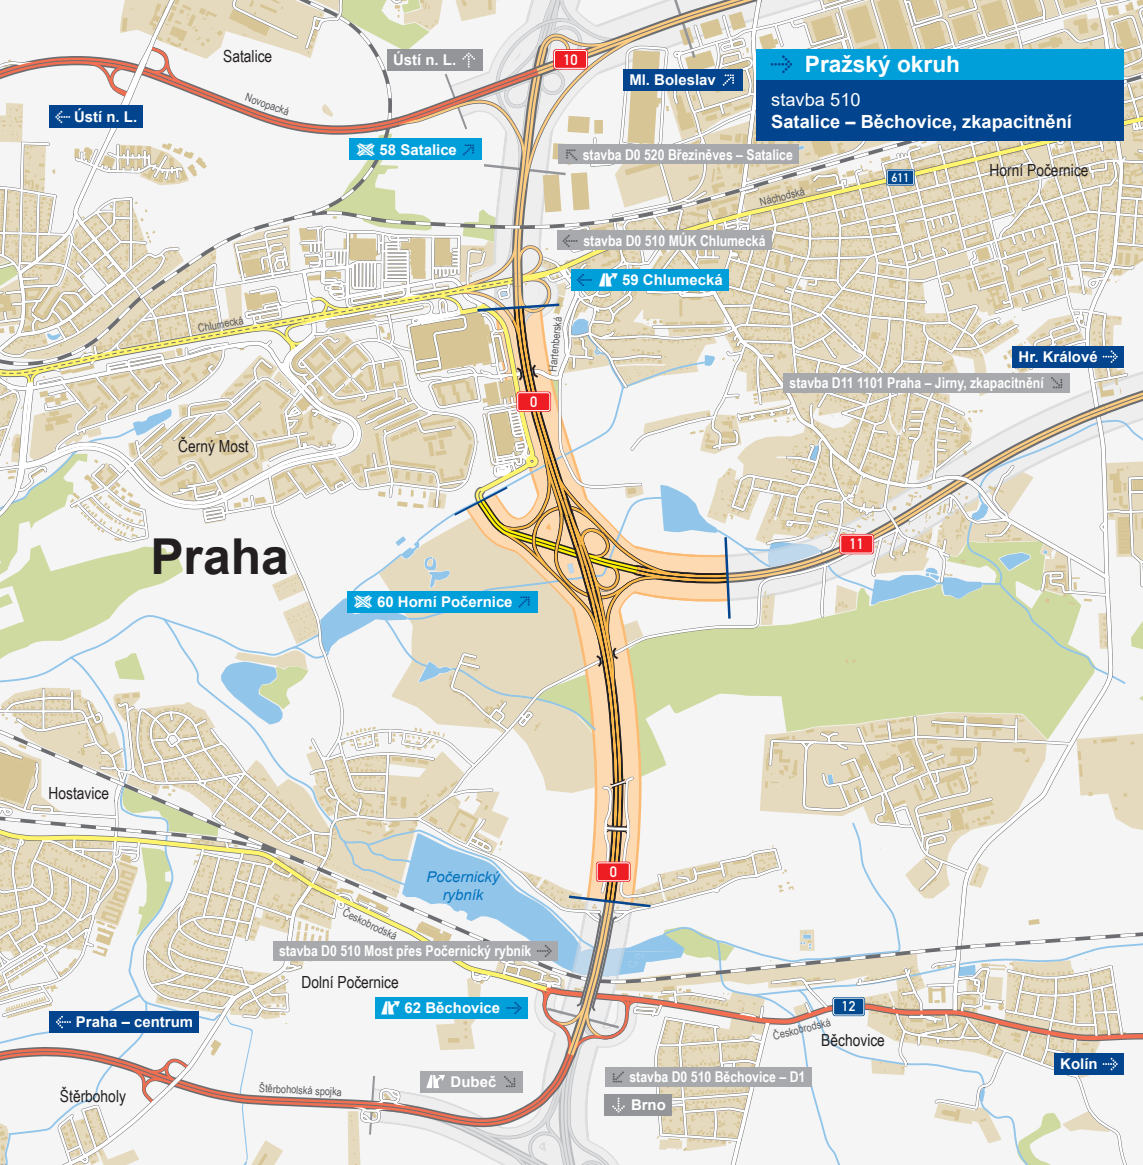 Satalice
Ústí n. L.
10
Ml. Boleslav
Pražský okruh
stavba 510
Satalice – Běchovice, zkapacitnění
Novopacká
Ústí n. L.
58 Satalice
stavba D0 520 Březiněves – Satalice
611
Horní Počernice
Náchodská
stavba D0 510 MÚK Chlumecká
59 Chlumecká
Chlumecká
Hartenberská
Hr. Králové
stavba D11 1101 Praha – Jirny, zkapacitnění
0
Černý Most
Praha
11
60 Horní Počernice
Hostavice
0
Počernický
rybník
Českobrodská
stavba D0 510 Most přes Počernický rybník
Dolní Počernice
62 Běchovice
12
Praha – centrum
Českobrodská
Běchovice
Kolín
Dubeč
stavba D0 510 Běchovice – D1
Štěrboholy
Štěrboholská spojka
Brno